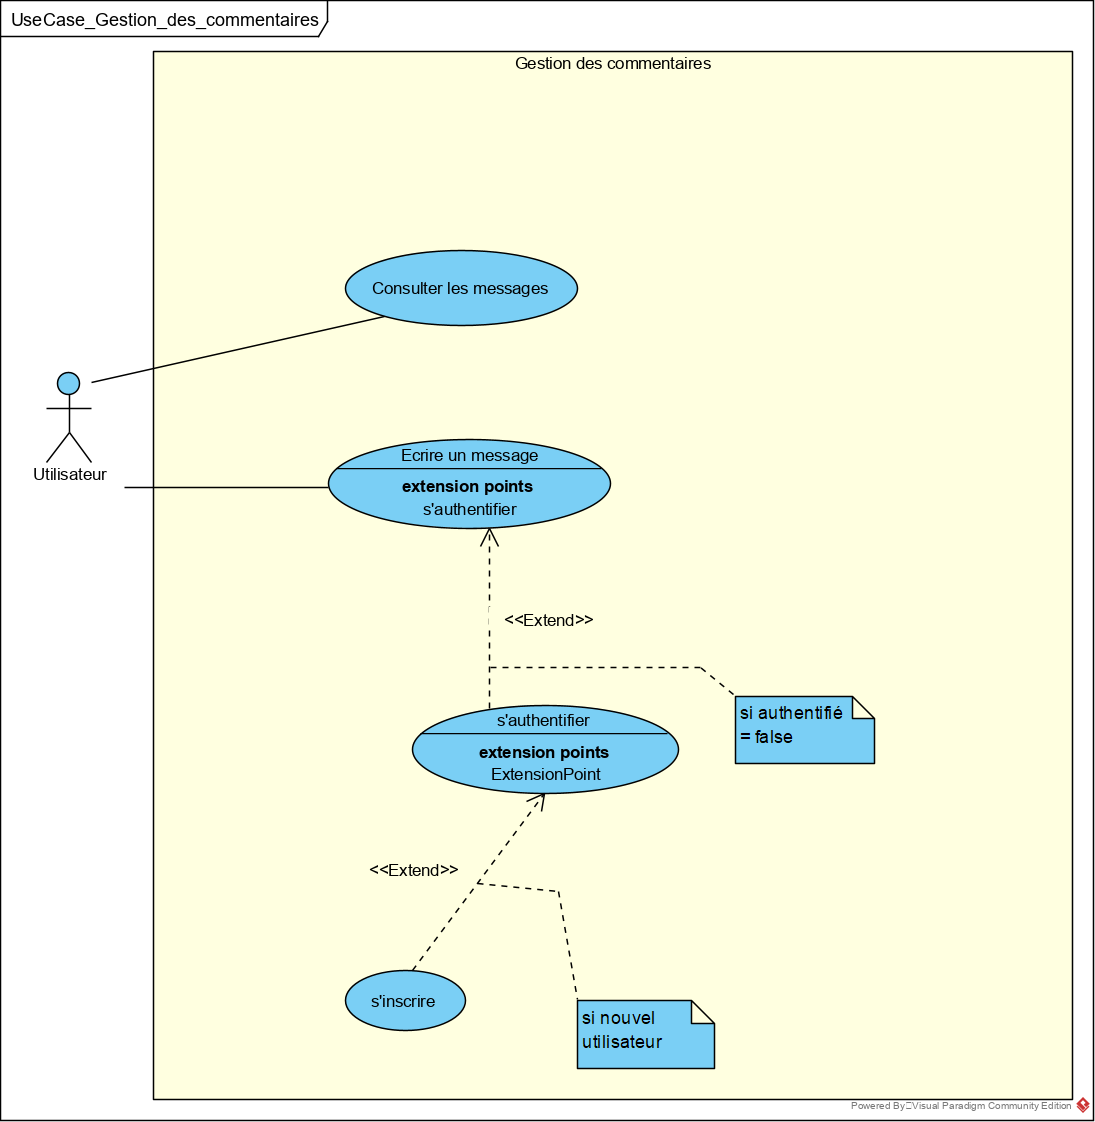 UseCase_Gestion_des_commentaires
Gestion des commentaires
Consulter les messages
Utilisateur
Ecrire un message
extension points
s'authentifier
<<Extend>>
si authentifié
= false
s'authentifier
extension points
ExtensionPoint
<<Extend>>
s'inscrire
si nouvel
utilisateur
Powered By Visual Paradigm Community Edition